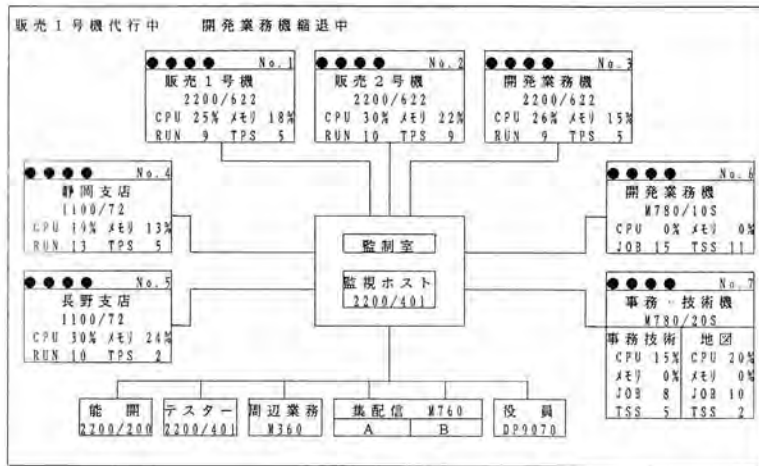 販売1号機代行中　開発業務機縮退中
●●●● No.1
販売1号機
2200/622
CPU 25% メモリ 18%
RUN 9 TPS 5
●●●● No.2
販売2号機
2200/622
CPU 30% メモリ 22%
RUN 10 TPS 9
●●●● No.3
開発業務機
2200/622
CPU 26% メモリ 15%
RUN 9 TPS 5
●●●● No.4
静岡支店
1100/72
CPU 19% メモリ 13%
RUN 13 TPS 5
●●●● No.5
長野支店
1100/72
CPU 30% メモリ 24%
RUN 10 TPS 2
監制室
監視ホスト
2200/401
●●●● No.6
開発業務機
M780/10S
CPU 0% メモリ 0%
JOB 15 TSS 11
●●●● No.7
事務・技術機
M780/20S
事務技術 地図
CPU 15% CPU 20%
メモリ 0% メモリ 0%
JOB 8 JOB 10
TSS 5 TSS 2
能開
2200/200
テスター
2200/401
周辺業務
M360
集配信 M760
A B
役員
DP9070